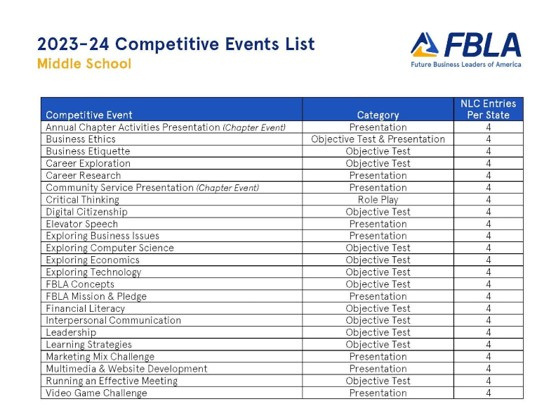 2023-24 Competitive Events List
Middle School
FBLA
Future Business Leaders of America
Competitive Event Category NLC Entries Per State
Annual Chapter Activities Presentation (Chapter Event) Presentation 4
Business Ethics Objective Test & Presentation 4
Business Etiquette Objective Test 4
Career Exploration Objective Test 4
Career Research Presentation 4
Community Service Presentation (Chapter Event) Presentation 4
Critical Thinking Role Play 4
Digital Citizenship Objective Test 4
Elevator Speech Presentation 4
Exploring Business Issues Presentation 4
Exploring Computer Science Objective Test 4
Exploring Economics Objective Test 4
Exploring Technology Objective Test 4
FBLA Concepts Objective Test 4
FBLA Mission & Pledge Presentation 4
Financial Literacy Objective Test 4
Interpersonal Communication Objective Test 4
Leadership Objective Test 4
Learning Strategies Objective Test 4
Marketing Mix Challenge Presentation 4
Multimedia & Website Development Presentation 4
Running an Effective Meeting Objective Test 4
Video Game Challenge Presentation 4